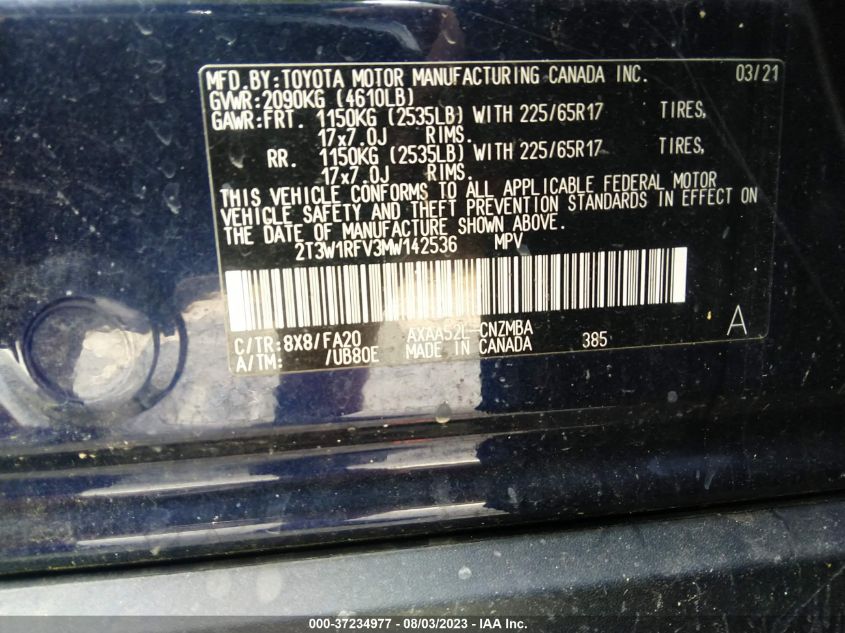 MFD.BY:TOYOTA MOTOR MANUFACTURING CANADA INC. 03/21
GVWR:2090KG (4610LB)
GAWR:FRT. 1150KG (2535LB) WITH 225/65R17 TIRES,
17x7.0J RIMS.
RR. 1150KG (2535LB) WITH 225/65R17 TIRES,
17x7.0J RIMS.
THIS VEHICLE CONFORMS TO ALL APPLICABLE FEDERAL MOTOR
VEHICLE SAFETY AND THEFT PREVENTION STANDARDS IN EFFECT ON
THE DATE OF MANUFACTURE SHOWN ABOVE.
2T3W1RFV3MW142536 MPV
C/TR:8X8/FA20 AXAA52L-CNZMBA A
A/TM: /UB80E MADE IN CANADA 385
000-37234977 - 08/03/2023 - IAA Inc.